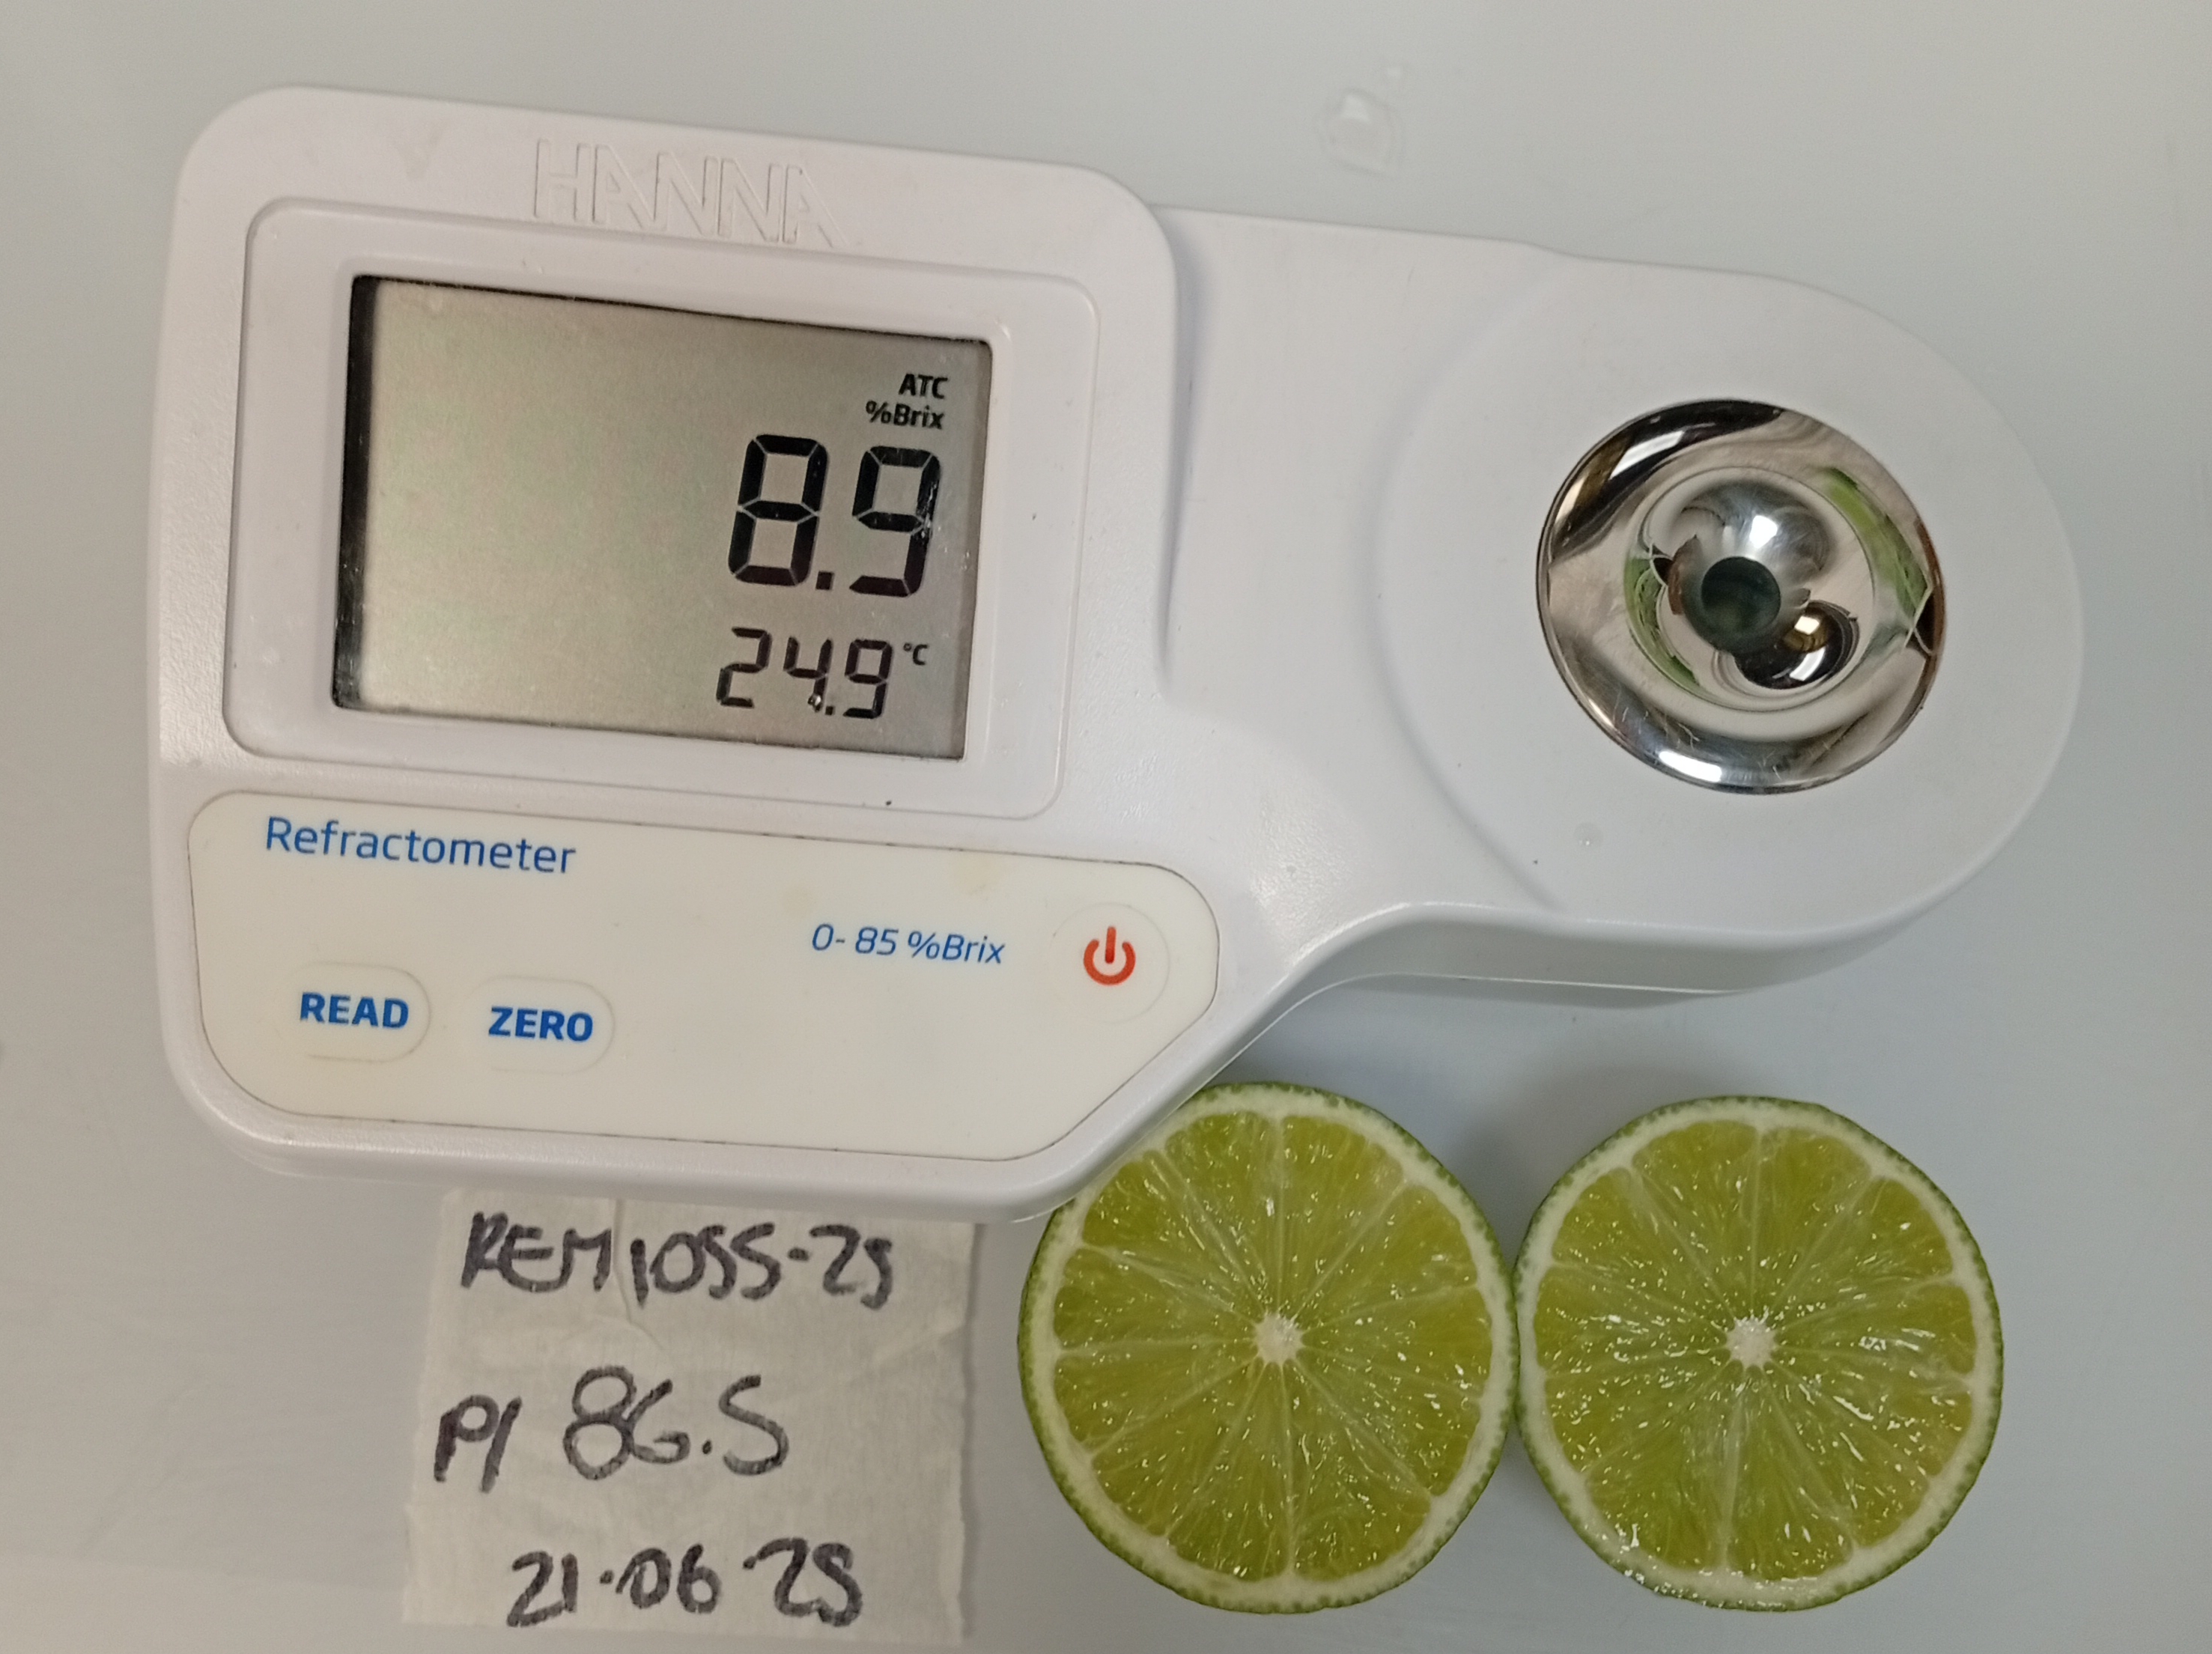 HANNA
ATC
%Brix
8.9
24.9 °C
Refractometer
0-85 %Brix
READ ZERO
REM1055-25
P/ 86.5
21.06.25